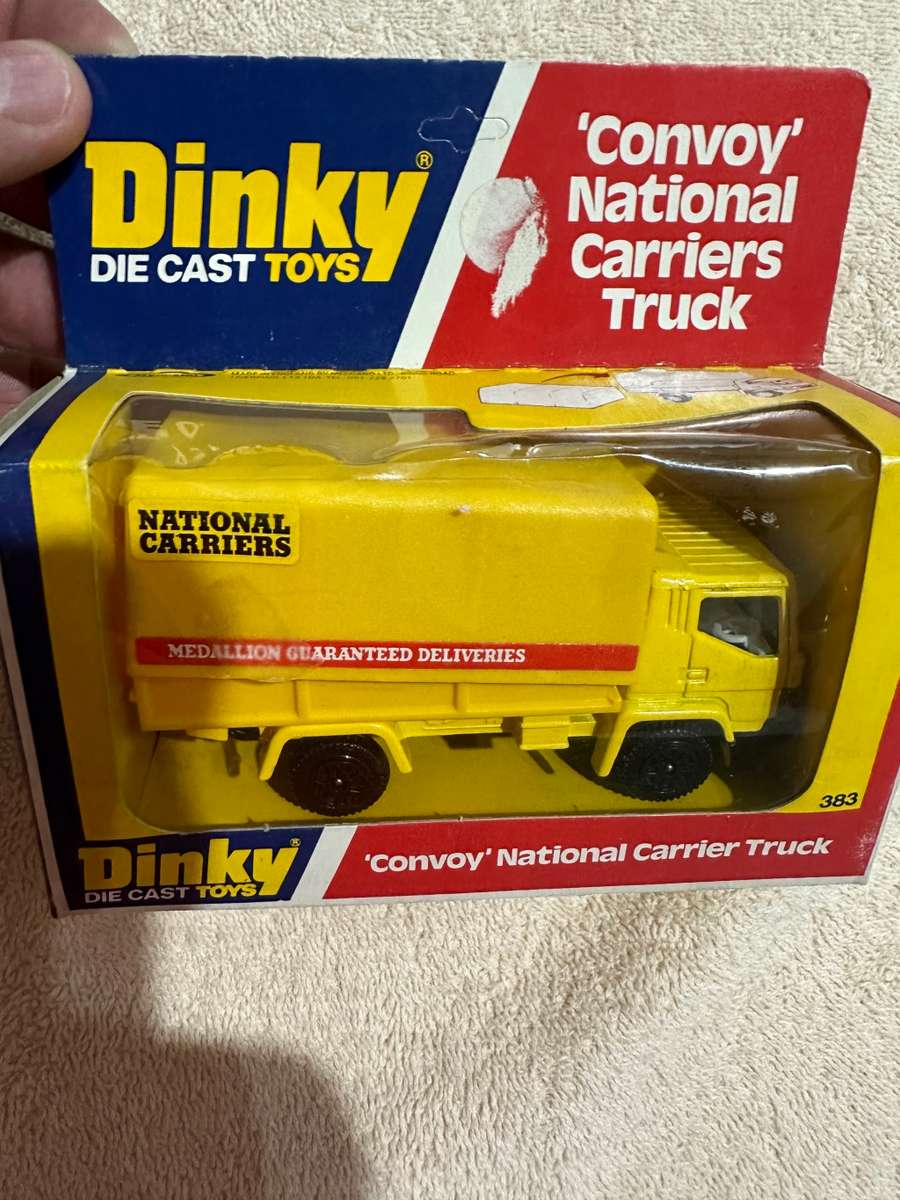 Dinky®
DIE CAST TOYS
'Convoy'
National
Carriers
Truck
NATIONAL
CARRIERS
MEDALLION GUARANTEED DELIVERIES
383
Dinky®
DIE CAST TOYS
'Convoy' National Carrier Truck